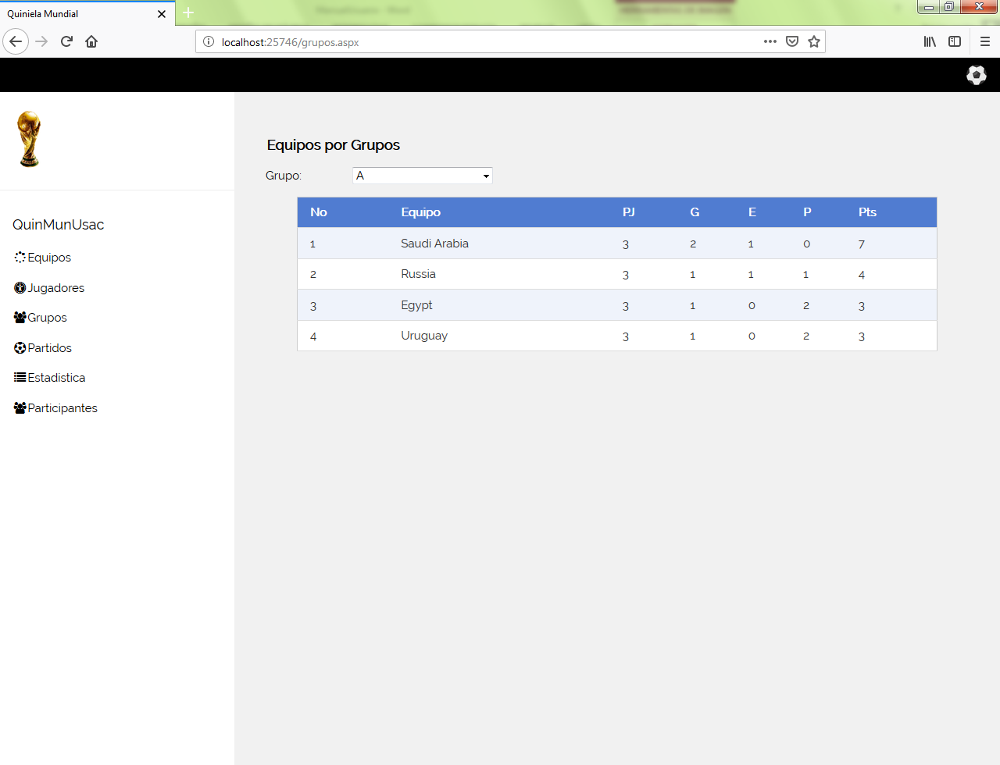 Quiniela Mundial
localhost:25746/grupos.aspx
Equipos por Grupos
Grupo: A
No Equipo PJ G E P Pts
1 Saudi Arabia 3 2 1 0 7
2 Russia 3 1 1 1 4
3 Egypt 3 1 0 2 3
4 Uruguay 3 1 0 2 3
QuinMunUsac
Equipos
Jugadores
Grupos
Partidos
Estadistica
Participantes